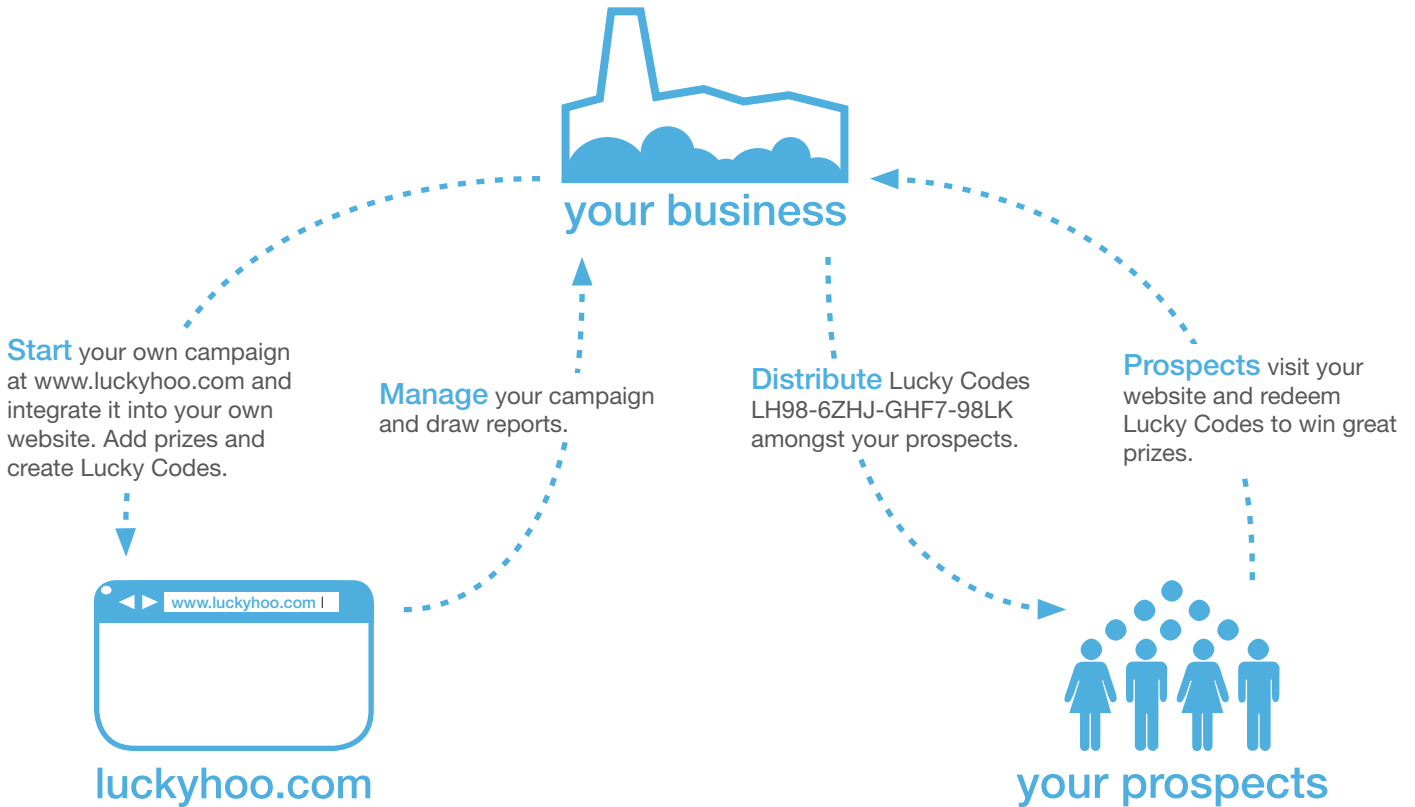 your business
Start your own campaign
at www.luckyhoo.com and
integrate it into your own
website. Add prizes and
create Lucky Codes.
Manage your campaign
and draw reports.
Distribute Lucky Codes
LH98-6ZHJ-GHF7-98LK
amongst your prospects.
Prospects visit your
website and redeem
Lucky Codes to win great
prizes.
www.luckyhoo.com
luckyhoo.com
your prospects